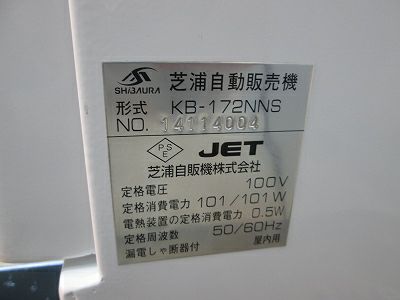 SHIBAURA 芝浦自動販売機
形式 KB-172NNS
NO. 14114004
PSE JET
芝浦自販機株式会社
定格電圧 100V
定格消費電力 101/101W
電熱装置の定格消費電力 0.5W
定格周波数 50/60Hz
漏電しゃ断器付 屋内用